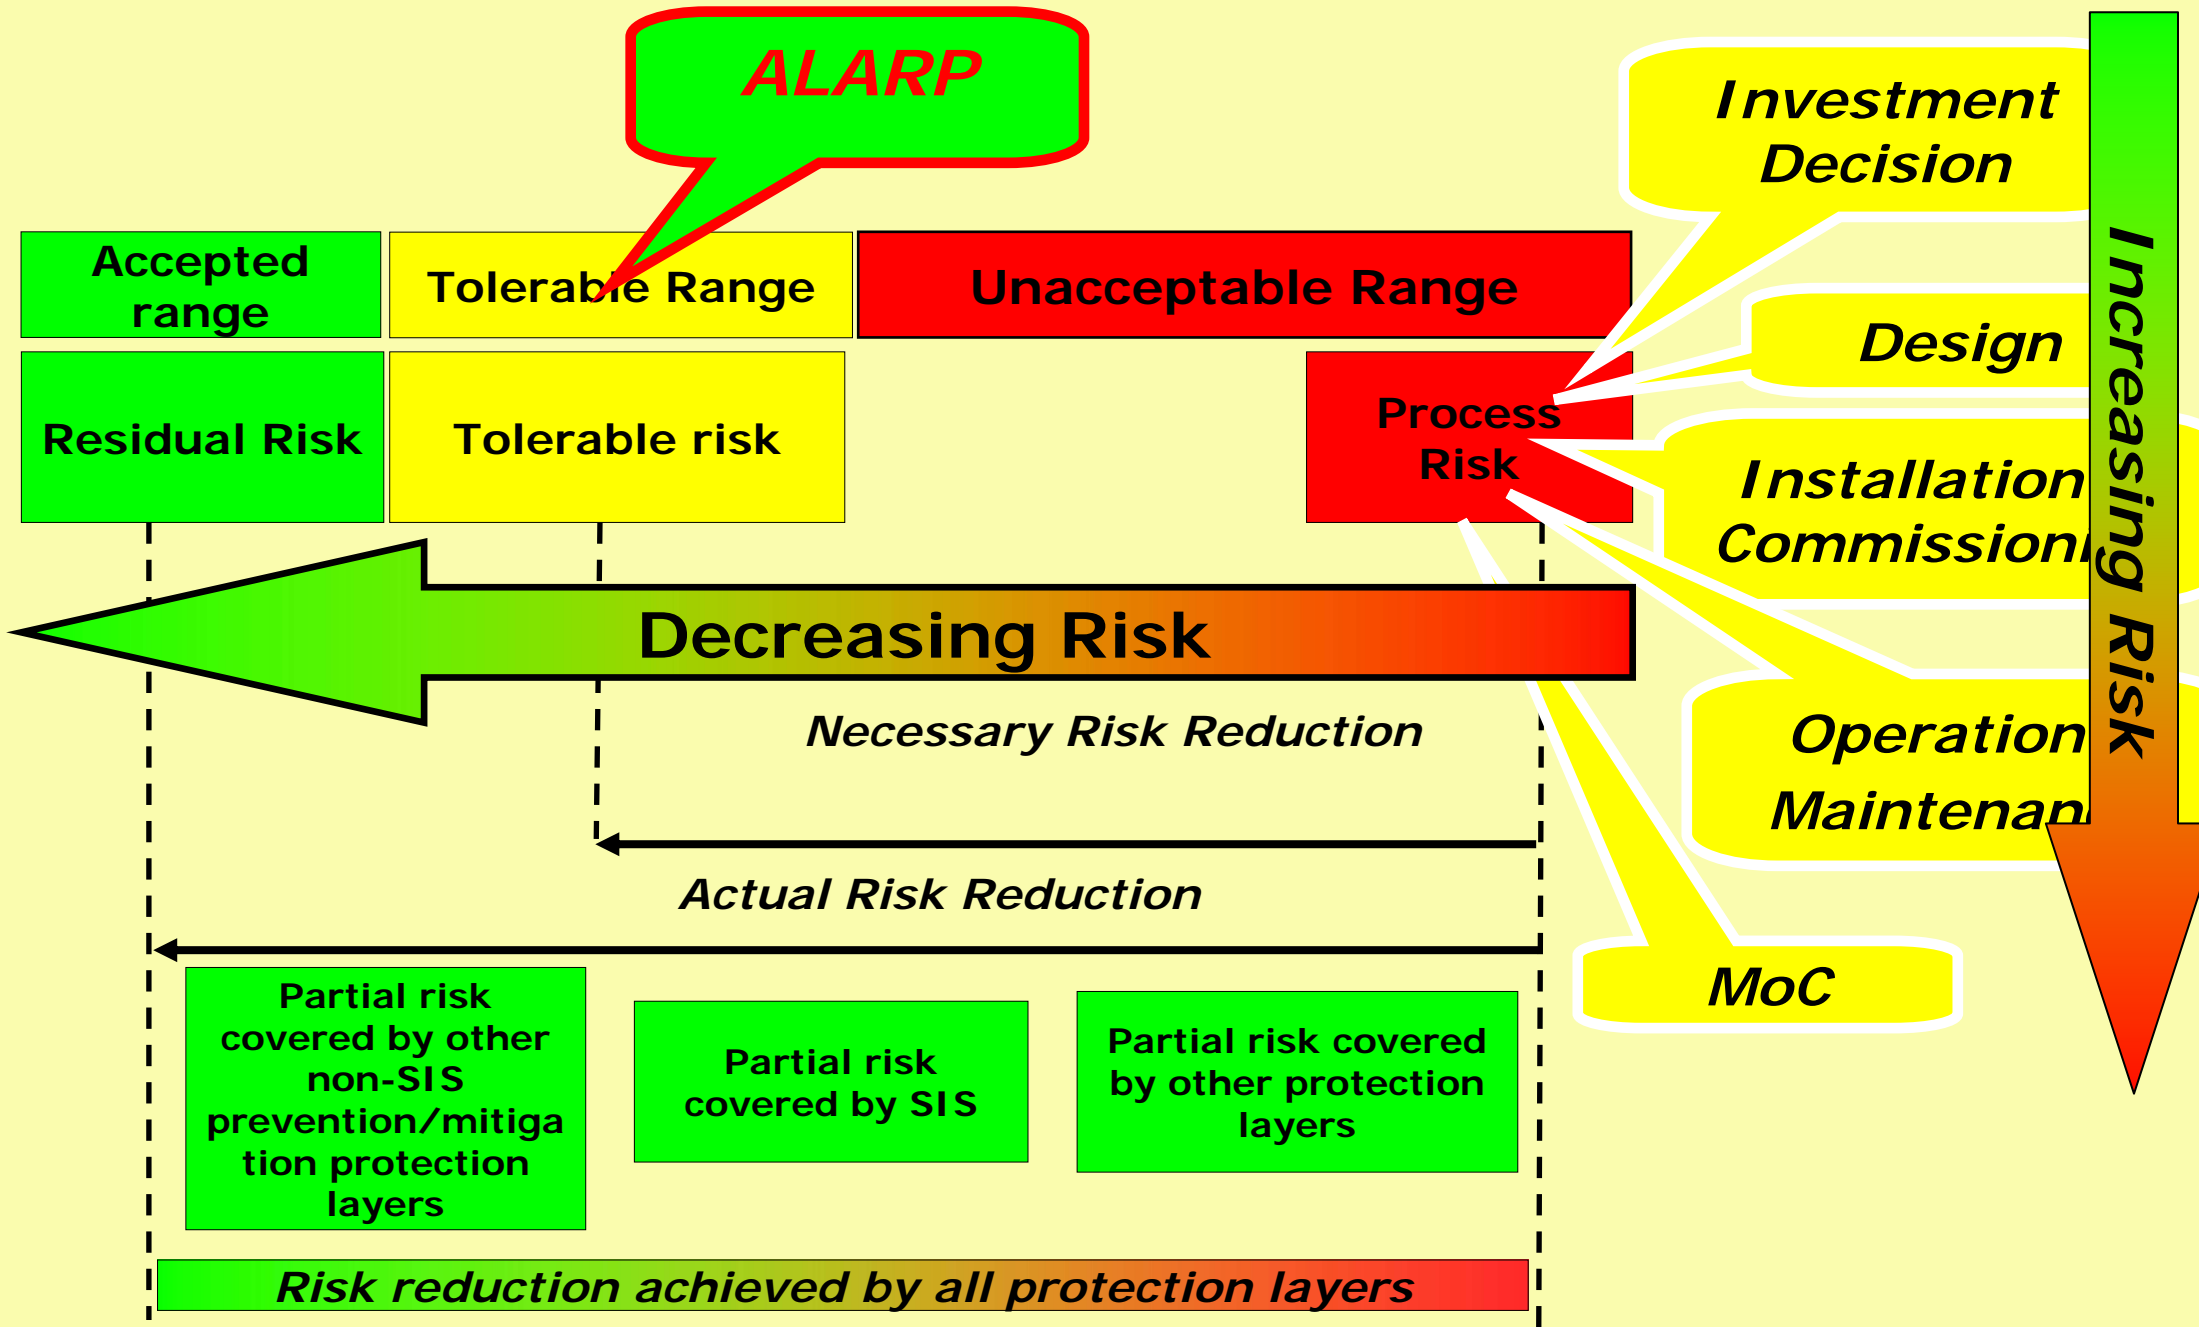 ALARP
Investment
Decision
Accepted
range
Tolerable Range
Unacceptable Range
Design
Residual Risk
Tolerable risk
Process
Risk
Installation
Increasing Risk
Decreasing Risk
Necessary Risk Reduction
Operation
Actual Risk Reduction
MoC
Partial risk
covered by other
non-SIS
prevention/mitiga
tion protection
layers
Partial risk
covered by SIS
Partial risk covered
by other protection
layers
Risk reduction achieved by all protection layers